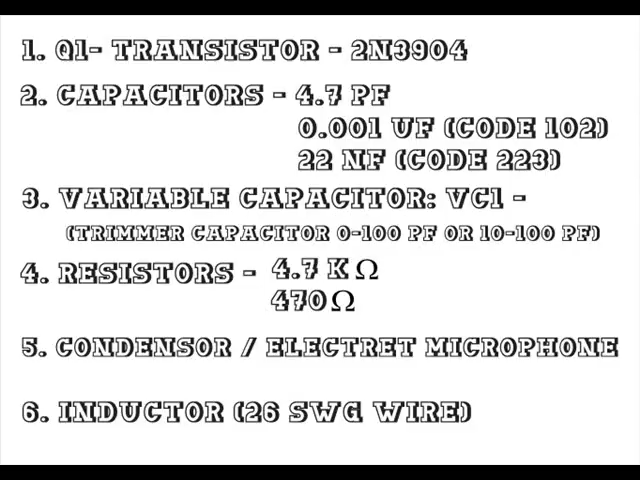 1. Q1- TRANSISTOR - 2N3904
2. CAPACITORS - 4.7 PF
0.001 UF (CODE 102)
22 NF (CODE 223)
3. VARIABLE CAPACITOR: VC1 -
(TRIMMER CAPACITOR 0-100 PF OR 10-100 PF)
4. RESISTORS - 4.7 K Ω
470 Ω
5. CONDENSOR / ELECTRET MICROPHONE
6. INDUCTOR (26 SWG WIRE)